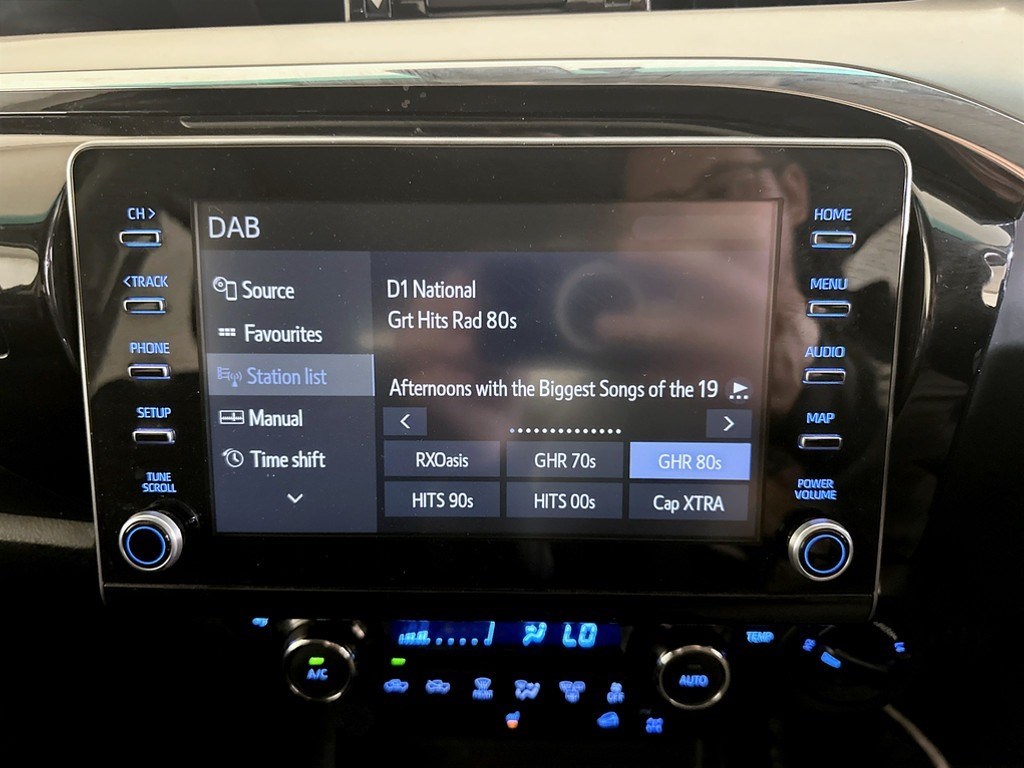 DAB
CH >
< TRACK
PHONE
SETUP
TUNE
SCROLL
Source
Favourites
Station list
Manual
Time shift
D1 National
Grt Hits Rad 80s
Afternoons with the Biggest Songs of the 19
<
>
RXOasis
GHR 70s
GHR 80s
HITS 90s
HITS 00s
Cap XTRA
HOME
MENU
AUDIO
MAP
POWER
VOLUME
A/C
LO
AUTO
TEMP